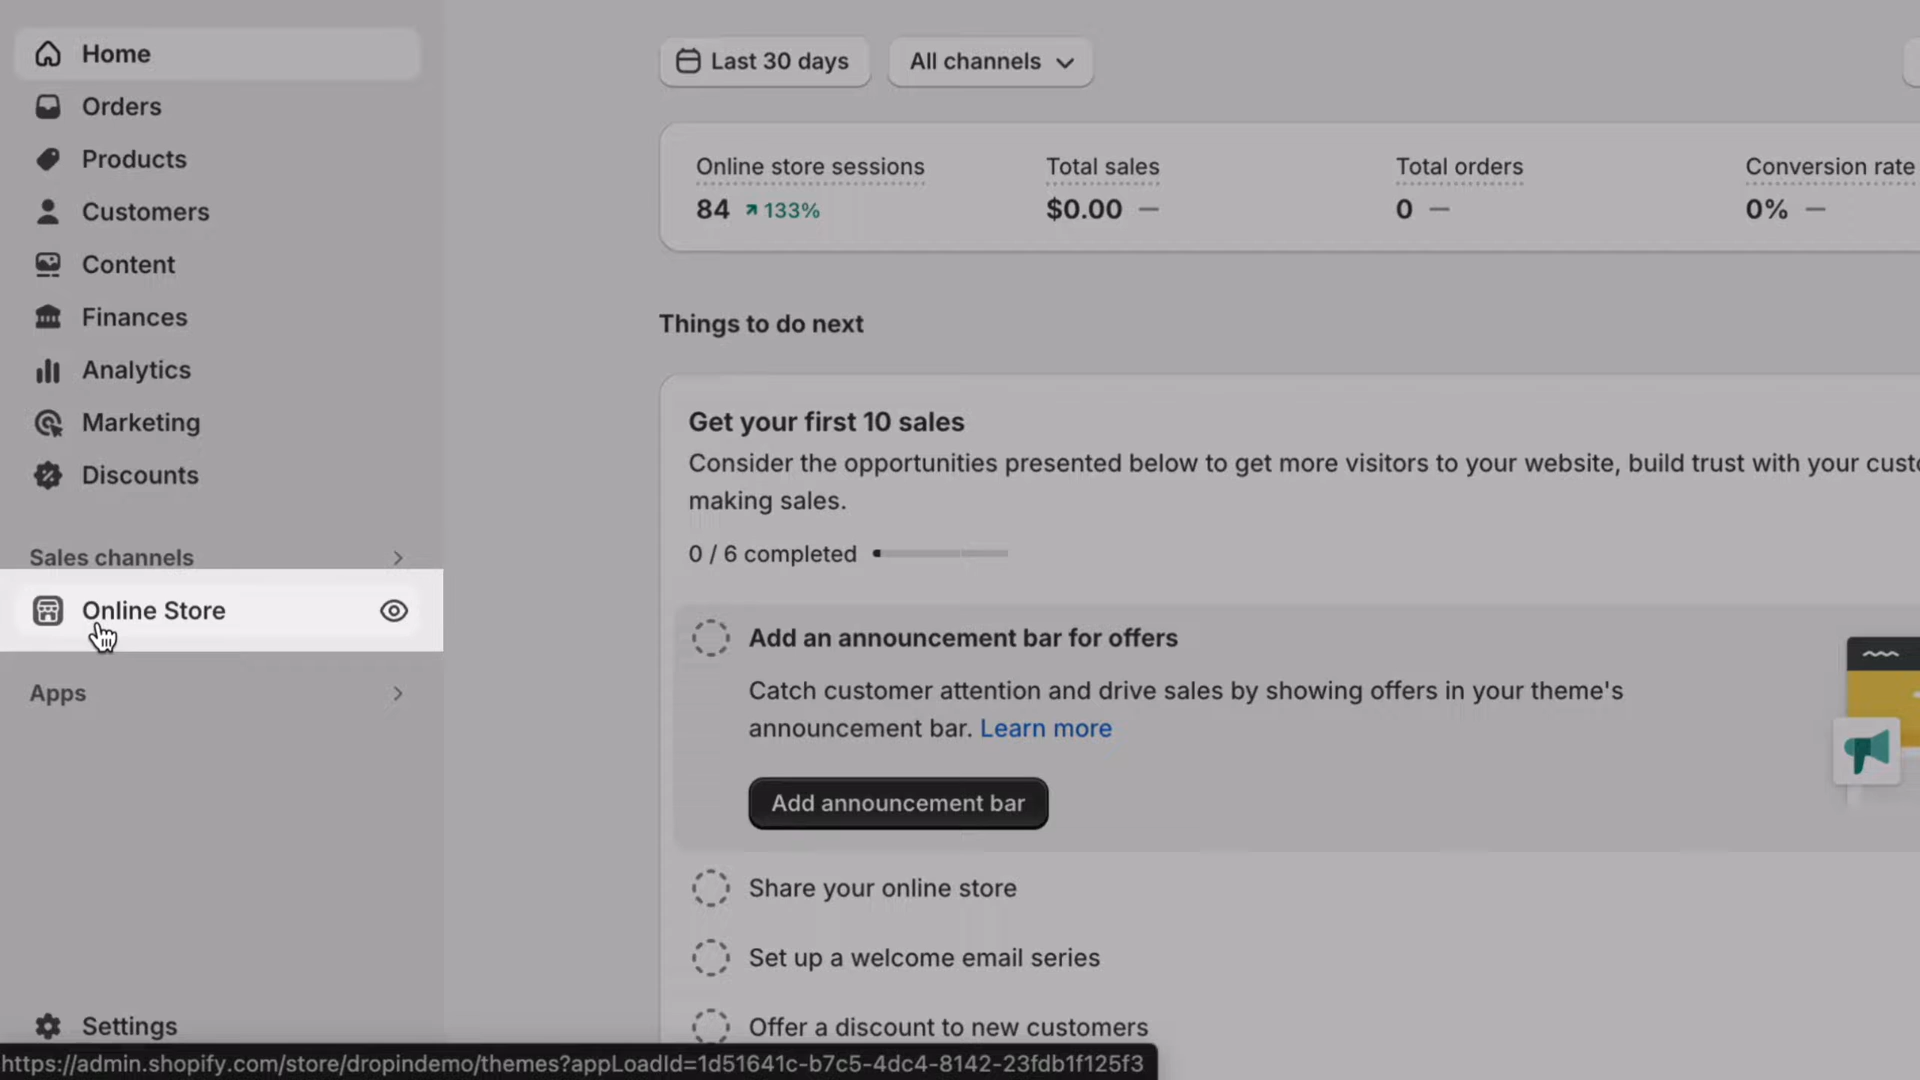 Home
Orders
Products
Customers
Content
Finances
Analytics
Marketing
Discounts
Sales channels
Online Store
Apps
Settings
Last 30 days
All channels
Online store sessions
84 133%
Total sales
$0.00 —
Total orders
0 —
Conversion rate
0% —
Things to do next
Get your first 10 sales
Consider the opportunities presented below to get more visitors to your website, build trust with your
making sales.
0 / 6 completed
Add an announcement bar for offers
Catch customer attention and drive sales by showing offers in your theme's
announcement bar. Learn more
Add announcement bar
Share your online store
Set up a welcome email series
Offer a discount to new customers
https://admin.shopify.com/store/dropindemo/themes?appLoadId=1d51641c-b7c5-4dc4-8142-23fdb1f125f3